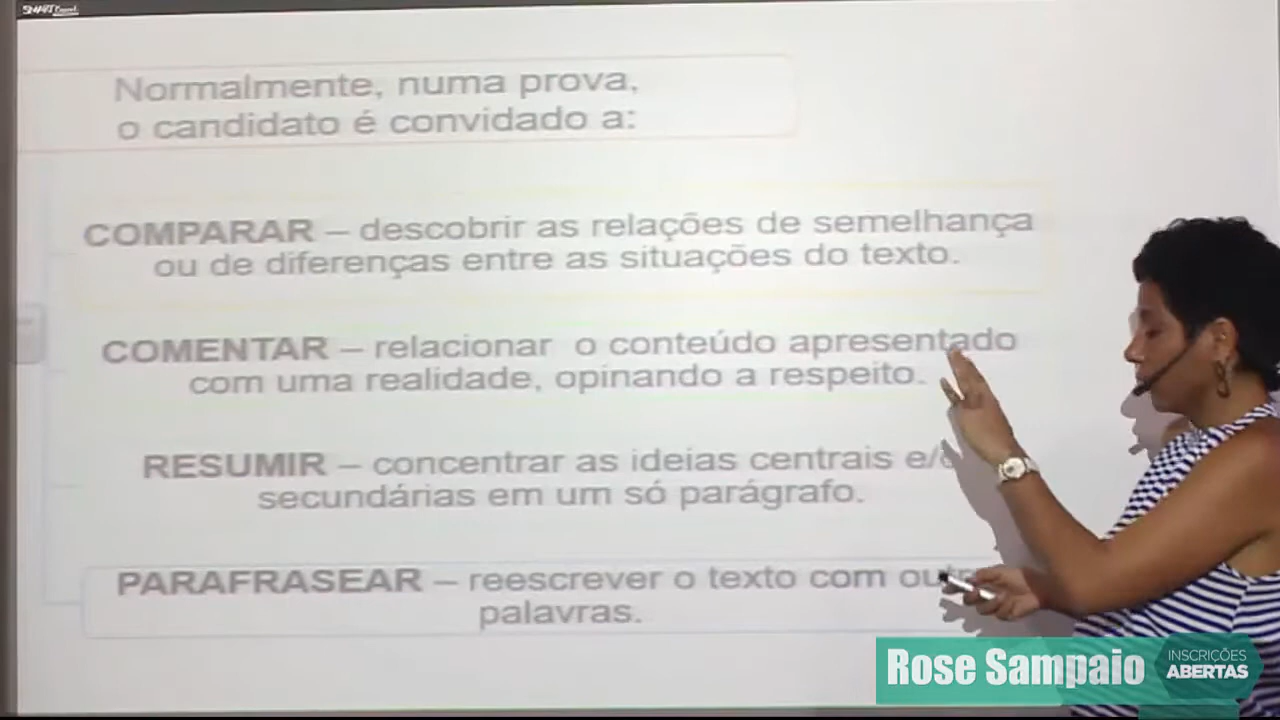 SMART Board
Normalmente, numa prova,
o candidato é convidado a:
COMPARAR – descobrir as relações de semelhança
ou de diferenças entre as situações do texto.
COMENTAR – relacionar o conteúdo apresentado
com uma realidade, opinando a respeito.
RESUMIR – concentrar as ideias centrais e/
secundárias em um só parágrafo.
PARAFRASEAR – reescrever o texto com
palavras.
Rose Sampaio
INSCRIÇÕES
ABERTAS